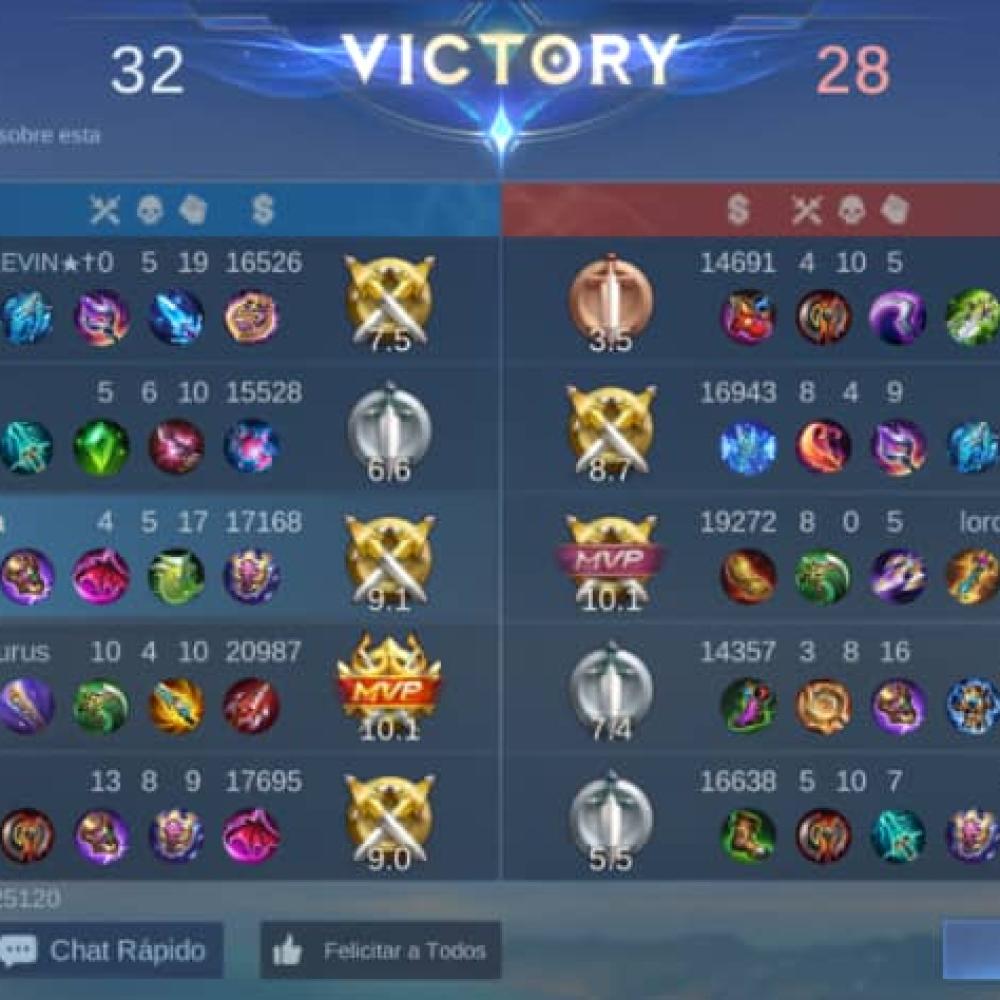 32 VICTORY 28
sobre esta
$ $
EVIN★†0 5 19 16526 7.5 3.5 14691 4 10 5
5 6 10 15528 6.6 8.7 16943 8 4 9
a 4 5 17 17168 9.1 MVP 10.1 19272 8 0 5 lord
urus 10 4 10 20987 MVP 10.1 7.4 14357 3 8 16
13 8 9 17695 9.0 5.5 16638 5 10 7
25120
Chat Rápido Felicitar a Todos